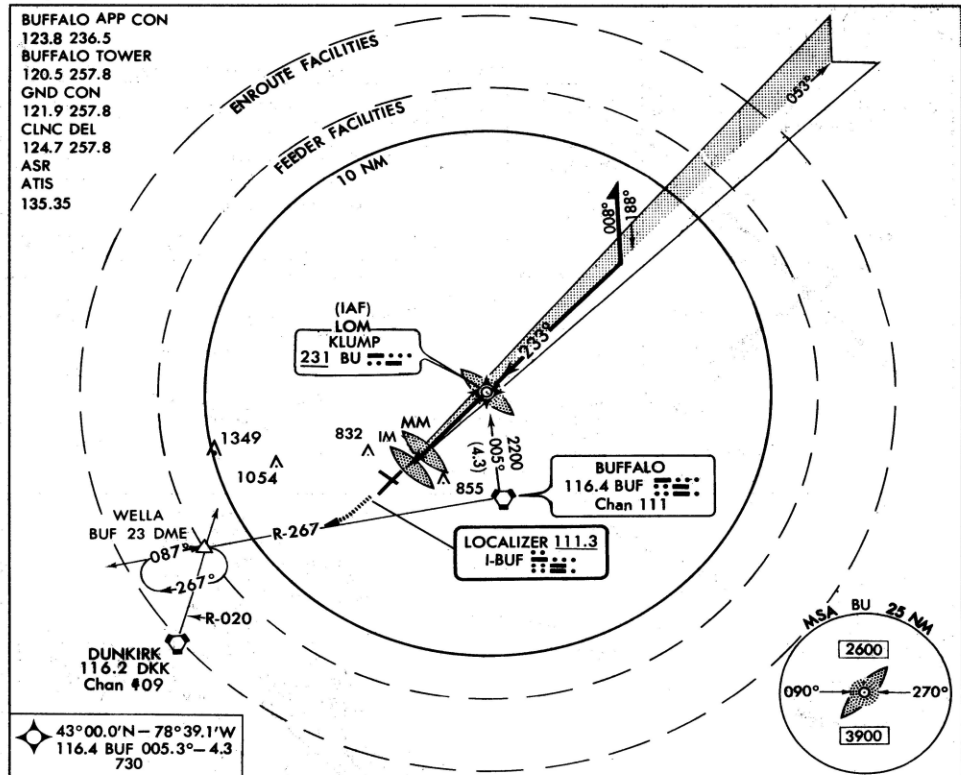 BUFFALO APP CON
123.8 236.5
BUFFALO TOWER
120.5 257.8
GND CON
121.9 257.8
CLNC DEL
124.7 257.8
ASR
ATIS
135.35
ENROUTE FACILITIES
FEEDER FACILITIES
10 NM
053°
008°
188°
233°
(IAF)
LOM
KLUMP
231 BU
MM
IM
832
1349
1054
855
2200
005°
(4.3)
BUFFALO
116.4 BUF
Chan 111
LOCALIZER 111.3
I-BUF
WELLA
BUF 23 DME
R-267
087°
267°
R-020
DUNKIRK
116.2 DKK
Chan 109
MSA BU 25 NM
2600
090°
270°
3900
43°00.0'N – 78°39.1'W
116.4 BUF 005.3° – 4.3
730